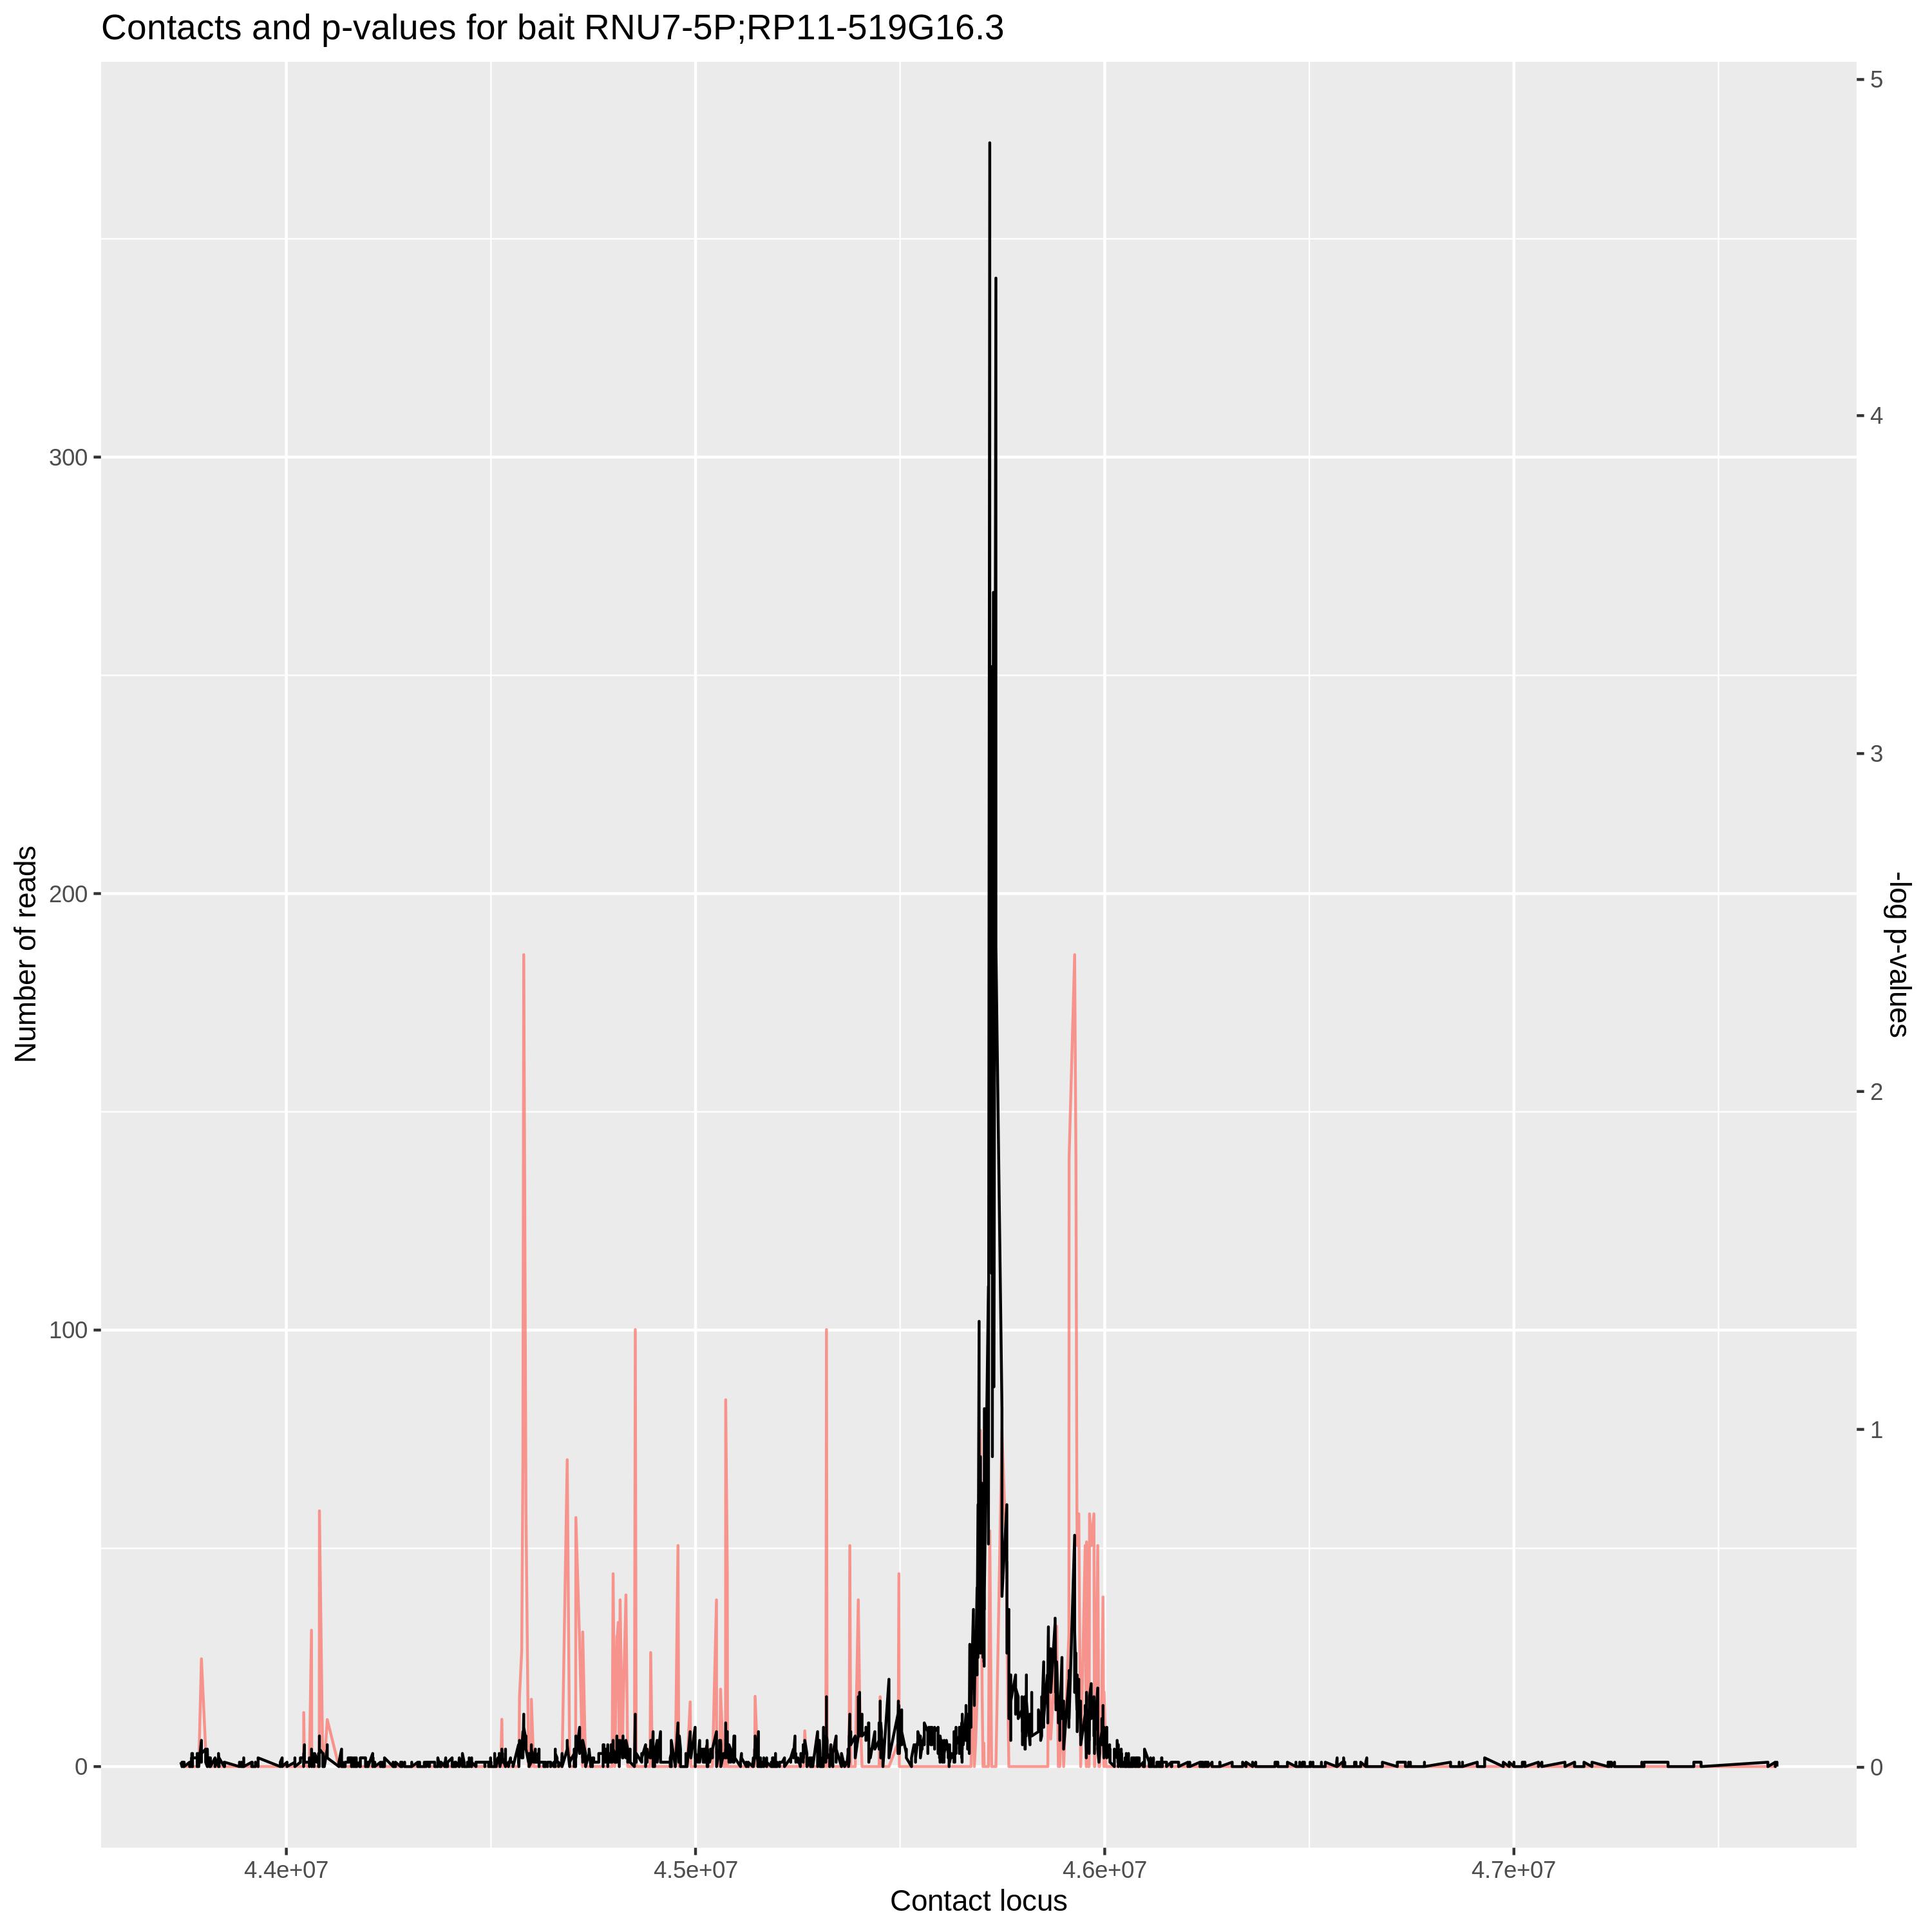 Contacts and p-values for bait RNU7-5P;RP11-519G16.3
Number of reads
300
200
100
0
5
4
3
2
1
0
-log p-values
4.4e+07 4.5e+07 4.6e+07 4.7e+07
Contact locus